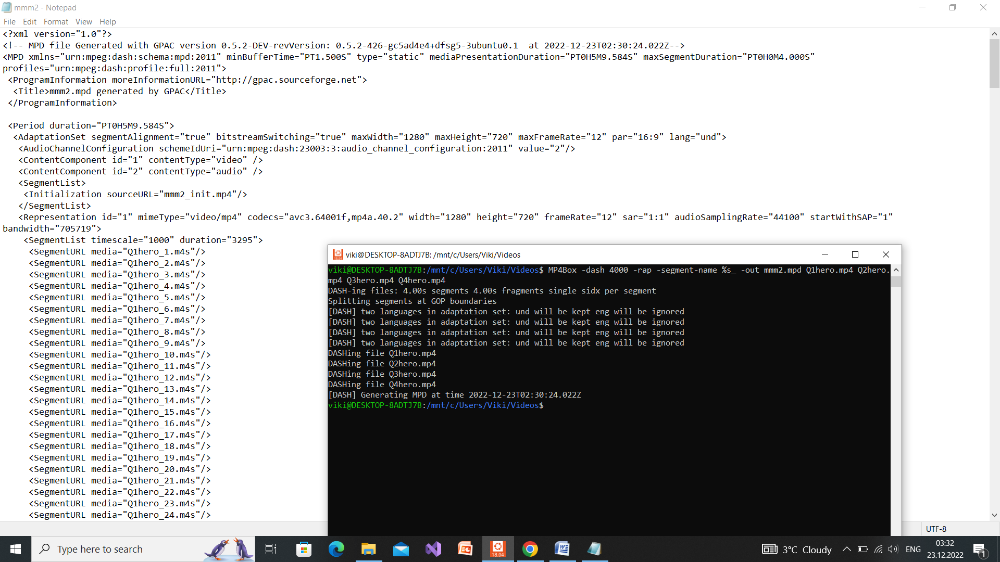 mmm2 - Notepad
File Edit Format View Help
<?xml version="1.0"?>
<!-- MPD file Generated with GPAC version 0.5.2-DEV-revVersion: 0.5.2-426-gc5ad4e4+dfsg5-3ubuntu0.1  at 2022-12-23T02:30:24.022Z-->
<MPD xmlns="urn:mpeg:dash:schema:mpd:2011" minBufferTime="PT1.500S" type="static" mediaPresentationDuration="PT0H5M9.584S" maxSegmentDuration="PT0H0M4.000S"
profiles="urn:mpeg:dash:profile:full:2011">
 <ProgramInformation moreInformationURL="http://gpac.sourceforge.net">
  <Title>mmm2.mpd generated by GPAC</Title>
 </ProgramInformation>
 <Period duration="PT0H5M9.584S">
  <AdaptationSet segmentAlignment="true" bitstreamSwitching="true" maxWidth="1280" maxHeight="720" maxFrameRate="12" par="16:9" lang="und">
   <AudioChannelConfiguration schemeIdUri="urn:mpeg:dash:23003:3:audio_channel_configuration:2011" value="2"/>
   <ContentComponent id="1" contentType="video" />
   <ContentComponent id="2" contentType="audio" />
   <SegmentList>
    <Initialization sourceURL="mmm2_init.mp4"/>
   </SegmentList>
   <Representation id="1" mimeType="video/mp4" codecs="avc3.64001f,mp4a.40.2" width="1280" height="720" frameRate="12" sar="1:1" audioSamplingRate="44100" startWithSAP="1"
bandwidth="705719">
    <SegmentList timescale="1000" duration="3295">
     <SegmentURL media="Q1hero_1.m4s"/>
     <SegmentURL media="Q1hero_2.m4s"/>
     <SegmentURL media="Q1hero_3.m4s"/>
     <SegmentURL media="Q1hero_4.m4s"/>
     <SegmentURL media="Q1hero_5.m4s"/>
     <SegmentURL media="Q1hero_6.m4s"/>
     <SegmentURL media="Q1hero_7.m4s"/>
     <SegmentURL media="Q1hero_8.m4s"/>
     <SegmentURL media="Q1hero_9.m4s"/>
     <SegmentURL media="Q1hero_10.m4s"/>
     <SegmentURL media="Q1hero_11.m4s"/>
     <SegmentURL media="Q1hero_12.m4s"/>
     <SegmentURL media="Q1hero_13.m4s"/>
     <SegmentURL media="Q1hero_14.m4s"/>
     <SegmentURL media="Q1hero_15.m4s"/>
     <SegmentURL media="Q1hero_16.m4s"/>
     <SegmentURL media="Q1hero_17.m4s"/>
     <SegmentURL media="Q1hero_18.m4s"/>
     <SegmentURL media="Q1hero_19.m4s"/>
     <SegmentURL media="Q1hero_20.m4s"/>
     <SegmentURL media="Q1hero_21.m4s"/>
     <SegmentURL media="Q1hero_22.m4s"/>
     <SegmentURL media="Q1hero_23.m4s"/>
     <SegmentURL media="Q1hero_24.m4s"/>
viki@DESKTOP-8ADTJ7B: /mnt/c/Users/Viki/Videos
viki@DESKTOP-8ADTJ7B:/mnt/c/Users/Viki/Videos$ MP4Box -dash 4000 -rap -segment-name %s_ -out mmm2.mpd Q1hero.mp4 Q2hero.
mp4 Q3hero.mp4 Q4hero.mp4
DASH-ing files: 4.00s segments 4.00s fragments single sidx per segment
Splitting segments at GOP boundaries
[DASH] two languages in adaptation set: und will be kept eng will be ignored
[DASH] two languages in adaptation set: und will be kept eng will be ignored
[DASH] two languages in adaptation set: und will be kept eng will be ignored
[DASH] two languages in adaptation set: und will be kept eng will be ignored
DASHing file Q1hero.mp4
DASHing file Q2hero.mp4
DASHing file Q3hero.mp4
DASHing file Q4hero.mp4
[DASH] Generating MPD at time 2022-12-23T02:30:24.022Z
viki@DESKTOP-8ADTJ7B:/mnt/c/Users/Viki/Videos$
UTF-8
Type here to search
18.04
3°C Cloudy
ENG
03:32
23.12.2022
1